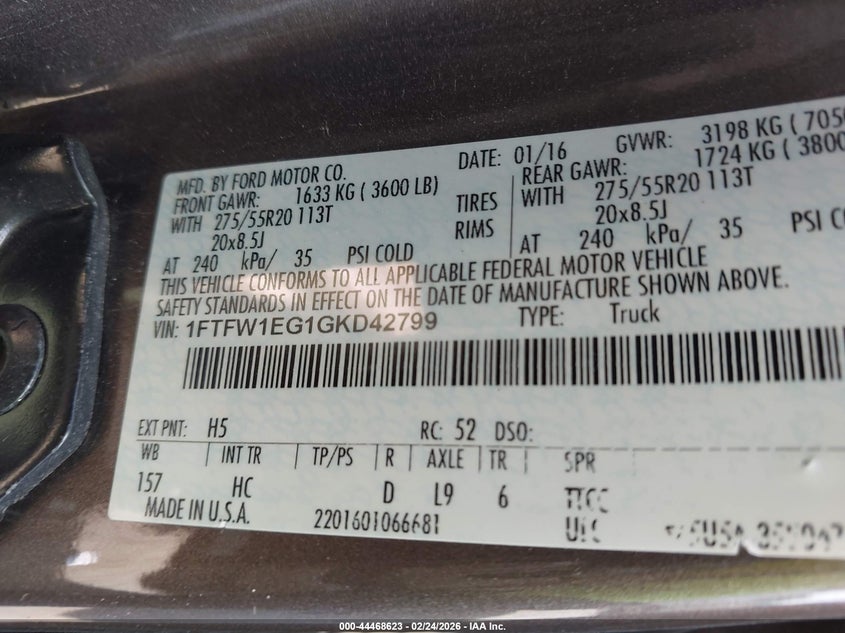 MFD. BY FORD MOTOR CO. DATE: 01/16 GVWR: 3198 KG ( 705
FRONT GAWR: 1633 KG ( 3600 LB) REAR GAWR: 1724 KG ( 3800
WITH 275/55R20 113T TIRES WITH 275/55R20 113T
20x8.5J RIMS 20x8.5J
AT 240 kPa/ 35 PSI COLD AT 240 kPa/ 35 PSI
THIS VEHICLE CONFORMS TO ALL APPLICABLE FEDERAL MOTOR VEHICLE
SAFETY STANDARDS IN EFFECT ON THE DATE OF MANUFACTURE SHOWN ABOVE.
VIN: 1FTFW1EG1GKD42799 TYPE: Truck
EXT PNT: H5 RC: 52 DSO:
WB INT TR TP/PS R AXLE TR SPR
157 HC D L9 6
MADE IN U.S.A. 2201601066681
000-44468623 - 02/24/2026 - IAA Inc.